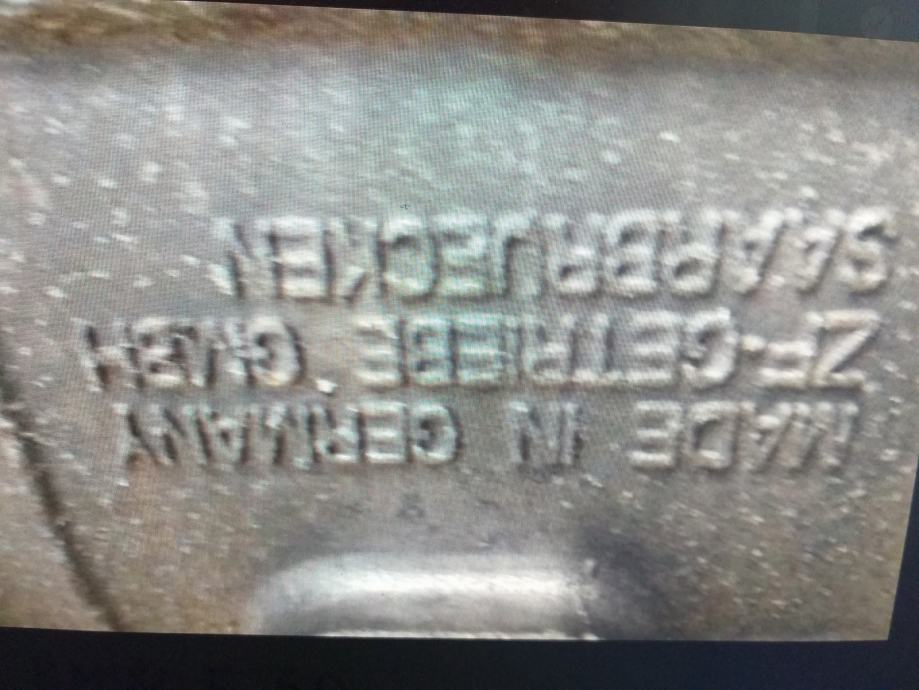 MADE IN GERMANY
ZF-GETRIEBE GMBH
SAARBRUECKEN